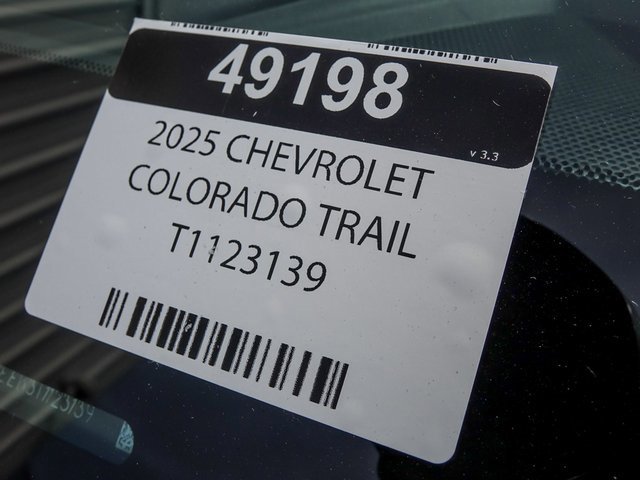 49198
v 3.3
2025 CHEVROLET
COLORADO TRAIL
T1123139